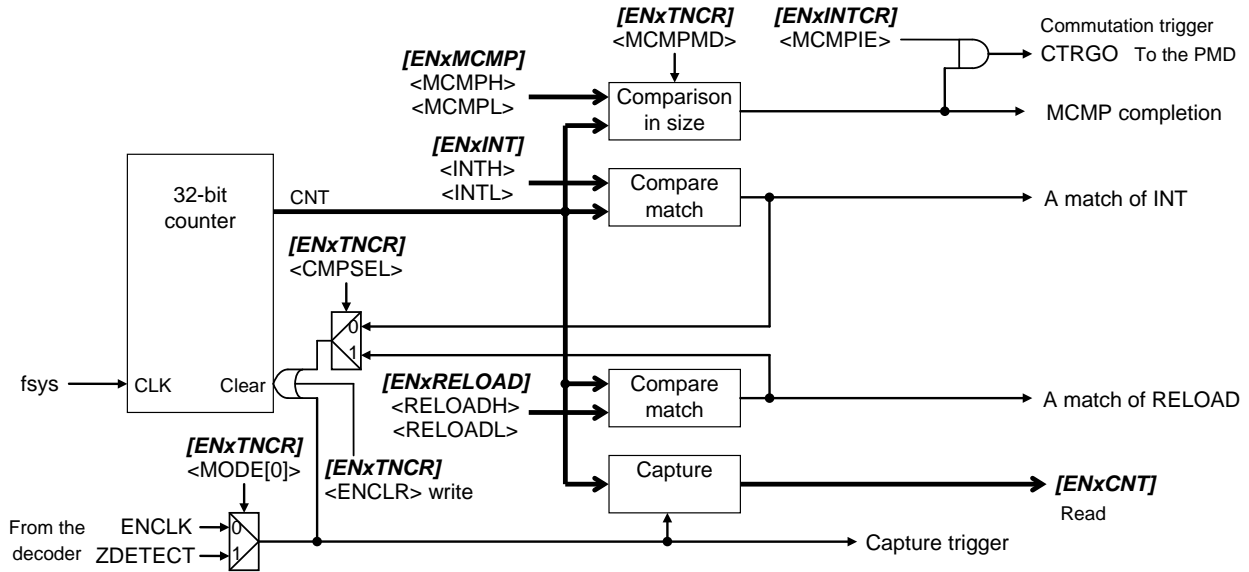 [ENxTNCR]
<MCMPMD>
[ENxINTCR]
<MCMPIE>
Commutation trigger
CTRGO To the PMD
[ENxMCMP]
<MCMPH>
<MCMPL>
Comparison
in size
MCMP completion
[ENxINT]
<INTH>
<INTL>
Compare
match
A match of INT
32-bit
counter
CNT
[ENxTNCR]
<CMPSEL>
0
1
fsys
CLK
Clear
[ENxRELOAD]
<RELOADH>
<RELOADL>
Compare
match
A match of RELOAD
[ENxTNCR]
<MODE[0]>
[ENxTNCR]
<ENCLR> write
Capture
[ENxCNT]
Read
From the
decoder
ENCLK
ZDETECT
0
1
Capture trigger